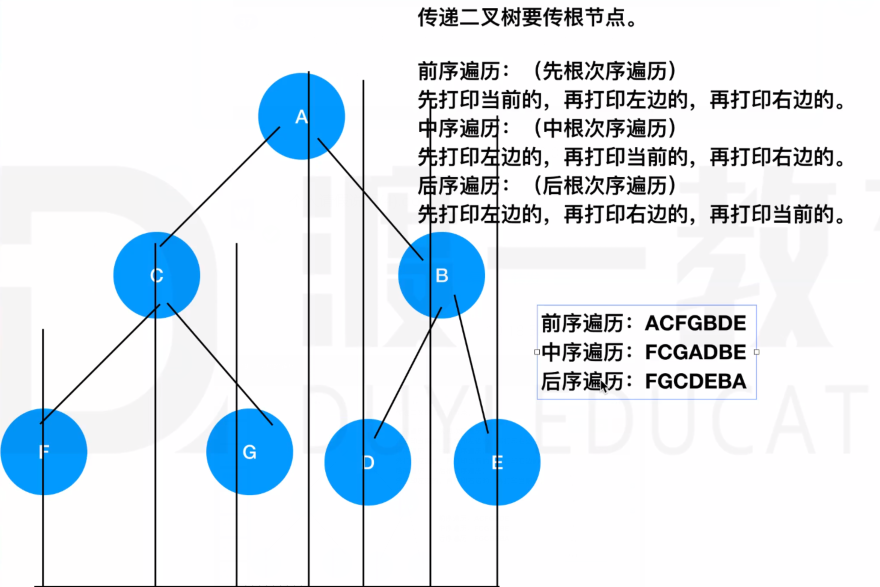 传递二叉树要传根节点。
前序遍历：（先根次序遍历）
先打印当前的，再打印左边的，再打印右边的。
中序遍历：（中根次序遍历）
先打印左边的，再打印当前的，再打印右边的。
后序遍历：（后根次序遍历）
先打印左边的，再打印右边的，再打印当前的。
A
C
B
前序遍历：ACFGBDE
中序遍历：FCGADBE
后序遍历：FGCDEBA
F
G
D
E
渡一教
DUYI EDUCAT